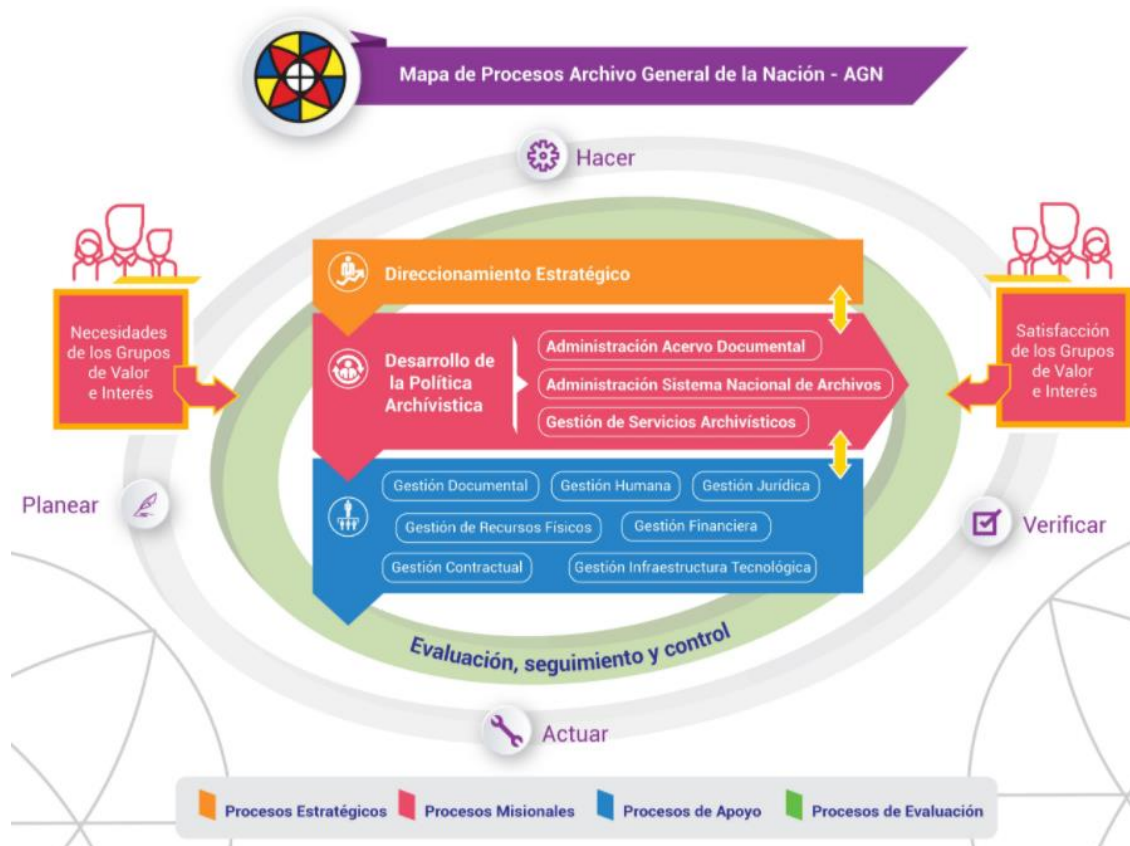 Mapa de Procesos Archivo General de la Nación - AGN
Hacer
Necesidades
de los Grupos
de Valor
e Interés
Direccionamiento Estratégico
Desarrollo de
la Política
Archívistica
Administración Acervo Documental
Administración Sistema Nacional de Archivos
Gestión de Servicios Archivísticos
Satisfacción
de los Grupos
de Valor
e Interés
Gestión Documental
Gestión Humana
Gestión Jurídica
Gestión de Recursos Físicos
Gestión Financiera
Gestión Contractual
Gestión Infraestructura Tecnológica
Planear
Verificar
Evaluación, seguimiento y control
Actuar
Procesos Estratégicos
Procesos Misionales
Procesos de Apoyo
Procesos de Evaluación